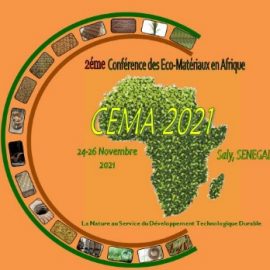 2éme Conférence des Eco-Matériaux en Afrique
CEMA 2021
24-26 Novembre
2021
Saly, SENEGAL
La Nature au Service du Développement Technologique Durable